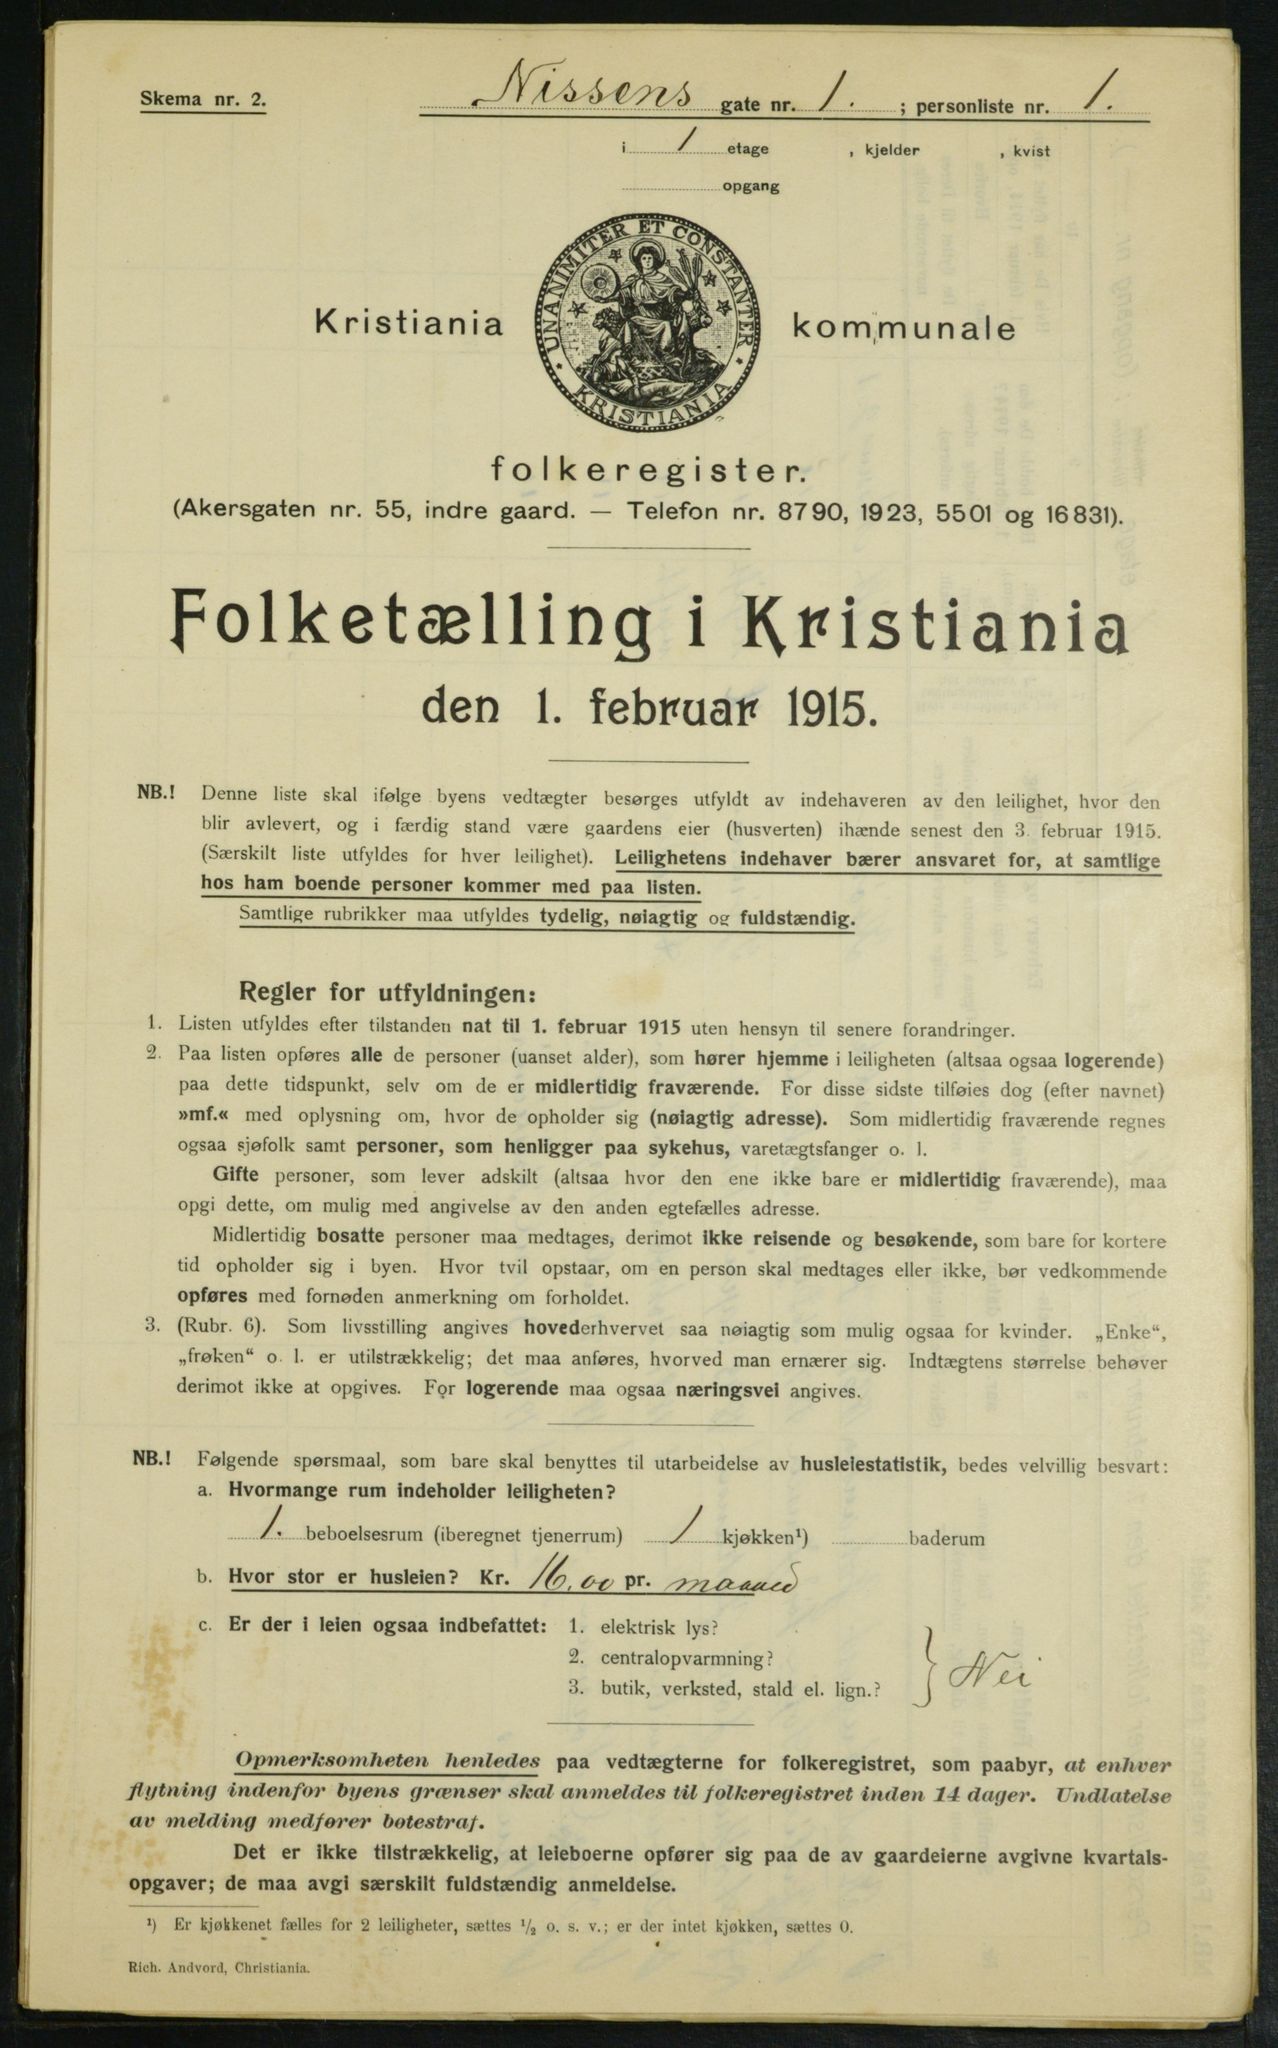 Skema nr. 2.
Nissens gate nr. 1. ; personliste nr. 1.
i 1 etage , kjelder , kvist
opgang
UNANIMITER ET CONSTANTER
KRISTIANIA
Kristiania kommunale
folkeregister.
(Akersgaten nr. 55, indre gaard. — Telefon nr. 8790, 1923, 5501 og 16831).
Folketælling i Kristiania
den 1. februar 1915.
NB.! Denne liste skal ifølge byens vedtægter besørges utfyldt av indehaveren av den leilighet, hvor den
blir avlevert, og i færdig stand være gaardens eier (husverten) ihænde senest den 3. februar 1915.
(Særskilt liste utfyldes for hver leilighet). Leilighetens indehaver bærer ansvaret for, at samtlige
hos ham boende personer kommer med paa listen.
Samtlige rubrikker maa utfyldes tydelig, nøiagtig og fuldstændig.
Regler for utfyldningen:
1. Listen utfyldes efter tilstanden nat til 1. februar 1915 uten hensyn til senere forandringer.
2. Paa listen opføres alle de personer (uanset alder), som hører hjemme i leiligheten (altsaa ogsaa logerende)
paa dette tidspunkt, selv om de er midlertidig fraværende. For disse sidste tilføies dog (efter navnet)
»mf.« med oplysning om, hvor de opholder sig (nøiagtig adresse). Som midlertidig fraværende regnes
ogsaa sjøfolk samt personer, som henligger paa sykehus, varetægtsfanger o. l.
Gifte personer, som lever adskilt (altsaa hvor den ene ikke bare er midlertidig fraværende), maa
opgi dette, om mulig med angivelse av den anden egtefælles adresse.
Midlertidig bosatte personer maa medtages, derimot ikke reisende og besøkende, som bare for kortere
tid opholder sig i byen. Hvor tvil opstaar, om en person skal medtages eller ikke, bør vedkommende
opføres med fornøden anmerkning om forholdet.
3. (Rubr. 6). Som livsstilling angives hovederhvervet saa nøiagtig som mulig ogsaa for kvinder. „Enke“,
„frøken“ o. l. er utilstrækkelig; det maa anføres, hvorved man ernærer sig. Indtægtens størrelse behøver
derimot ikke at opgives. For logerende maa ogsaa næringsvei angives.
NB.! Følgende spørsmaal, som bare skal benyttes til utarbeidelse av husleiestatistik, bedes velvillig besvart:
a. Hvormange rum indeholder leiligheten?
1. beboelsesrum (iberegnet tjenerrum) 1 kjøkken¹) baderum
b. Hvor stor er husleien? Kr. 16,00 pr. maaned
c. Er der i leien ogsaa indbefattet: 1. elektrisk lys?
2. centralopvarmning?
3. butik, verksted, stald el. lign.?
} Nei
Opmerksomheten henledes paa vedtægterne for folkeregistret, som paabyr, at enhver
flytning indenfor byens grænser skal anmeldes til folkeregistret inden 14 dager. Undlatelse
av melding medfører bøtestraf.
Det er ikke tilstrækkelig, at leieboerne opfører sig paa de av gaardeierne avgivne kvartals-
opgaver; de maa avgi særskilt fuldstændig anmeldelse.
¹) Er kjøkkenet fælles for 2 leiligheter, sættes ½ o. s. v.; er der intet kjøkken, sættes 0.
Rich. Andvord, Christiania.